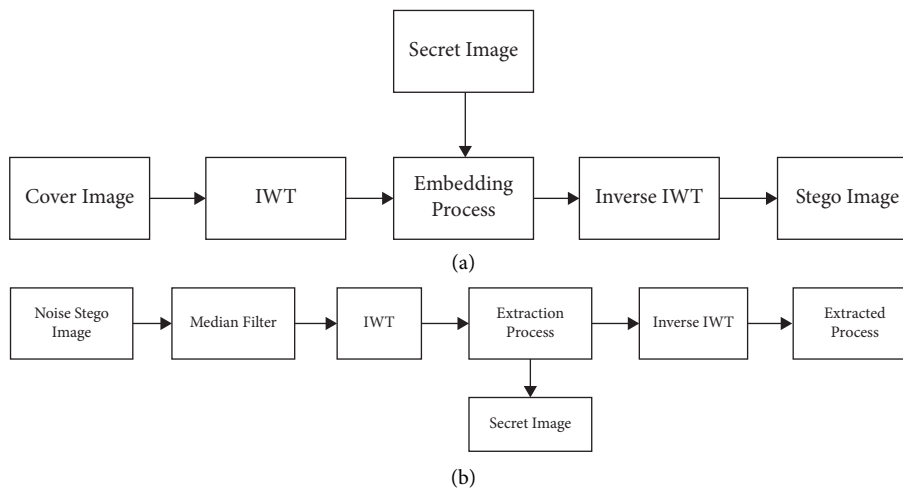 Secret Image
Cover Image
IWT
Embedding
Process
Inverse IWT
Stego Image
(a)
Noise Stego
Image
Median Filter
IWT
Extraction
Process
Inverse IWT
Extracted
Process
Secret Image
(b)